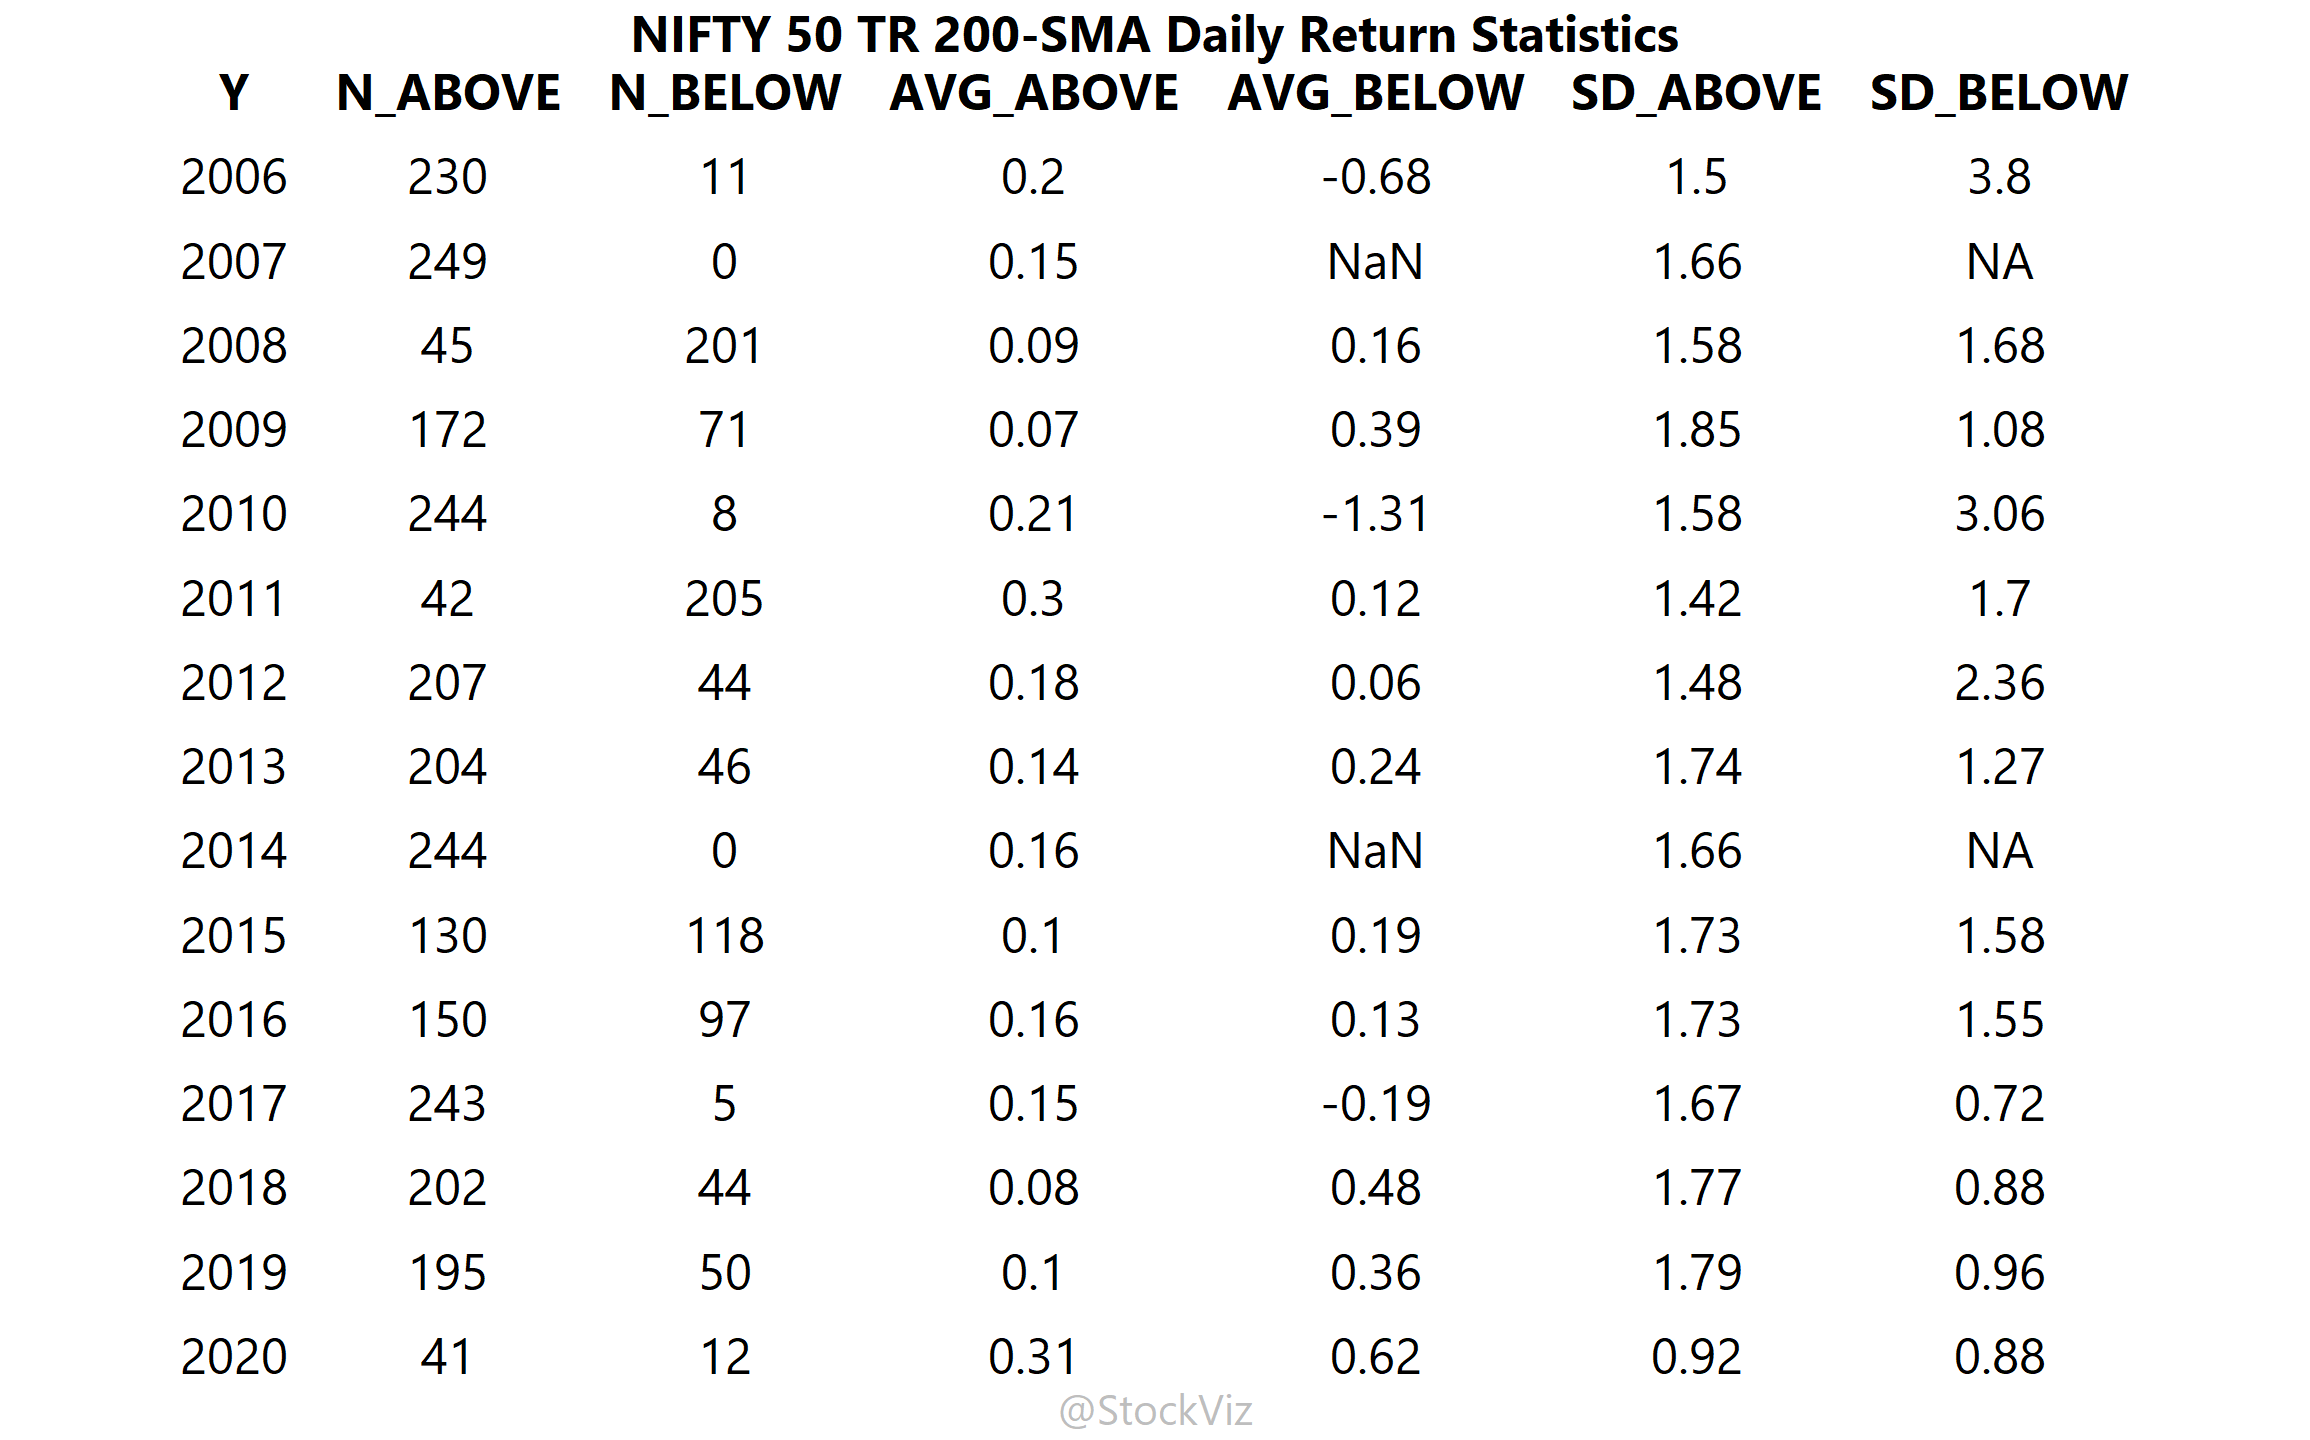 NIFTY 50 TR 200-SMA Daily Return Statistics
Y N_ABOVE N_BELOW AVG_ABOVE AVG_BELOW SD_ABOVE SD_BELOW
2006 230 11 0.2 -0.68 1.5 3.8
2007 249 0 0.15 NaN 1.66 NA
2008 45 201 0.09 0.16 1.58 1.68
2009 172 71 0.07 0.39 1.85 1.08
2010 244 8 0.21 -1.31 1.58 3.06
2011 42 205 0.3 0.12 1.42 1.7
2012 207 44 0.18 0.06 1.48 2.36
2013 204 46 0.14 0.24 1.74 1.27
2014 244 0 0.16 NaN 1.66 NA
2015 130 118 0.1 0.19 1.73 1.58
2016 150 97 0.16 0.13 1.73 1.55
2017 243 5 0.15 -0.19 1.67 0.72
2018 202 44 0.08 0.48 1.77 0.88
2019 195 50 0.1 0.36 1.79 0.96
2020 41 12 0.31 0.62 0.92 0.88
@StockViz